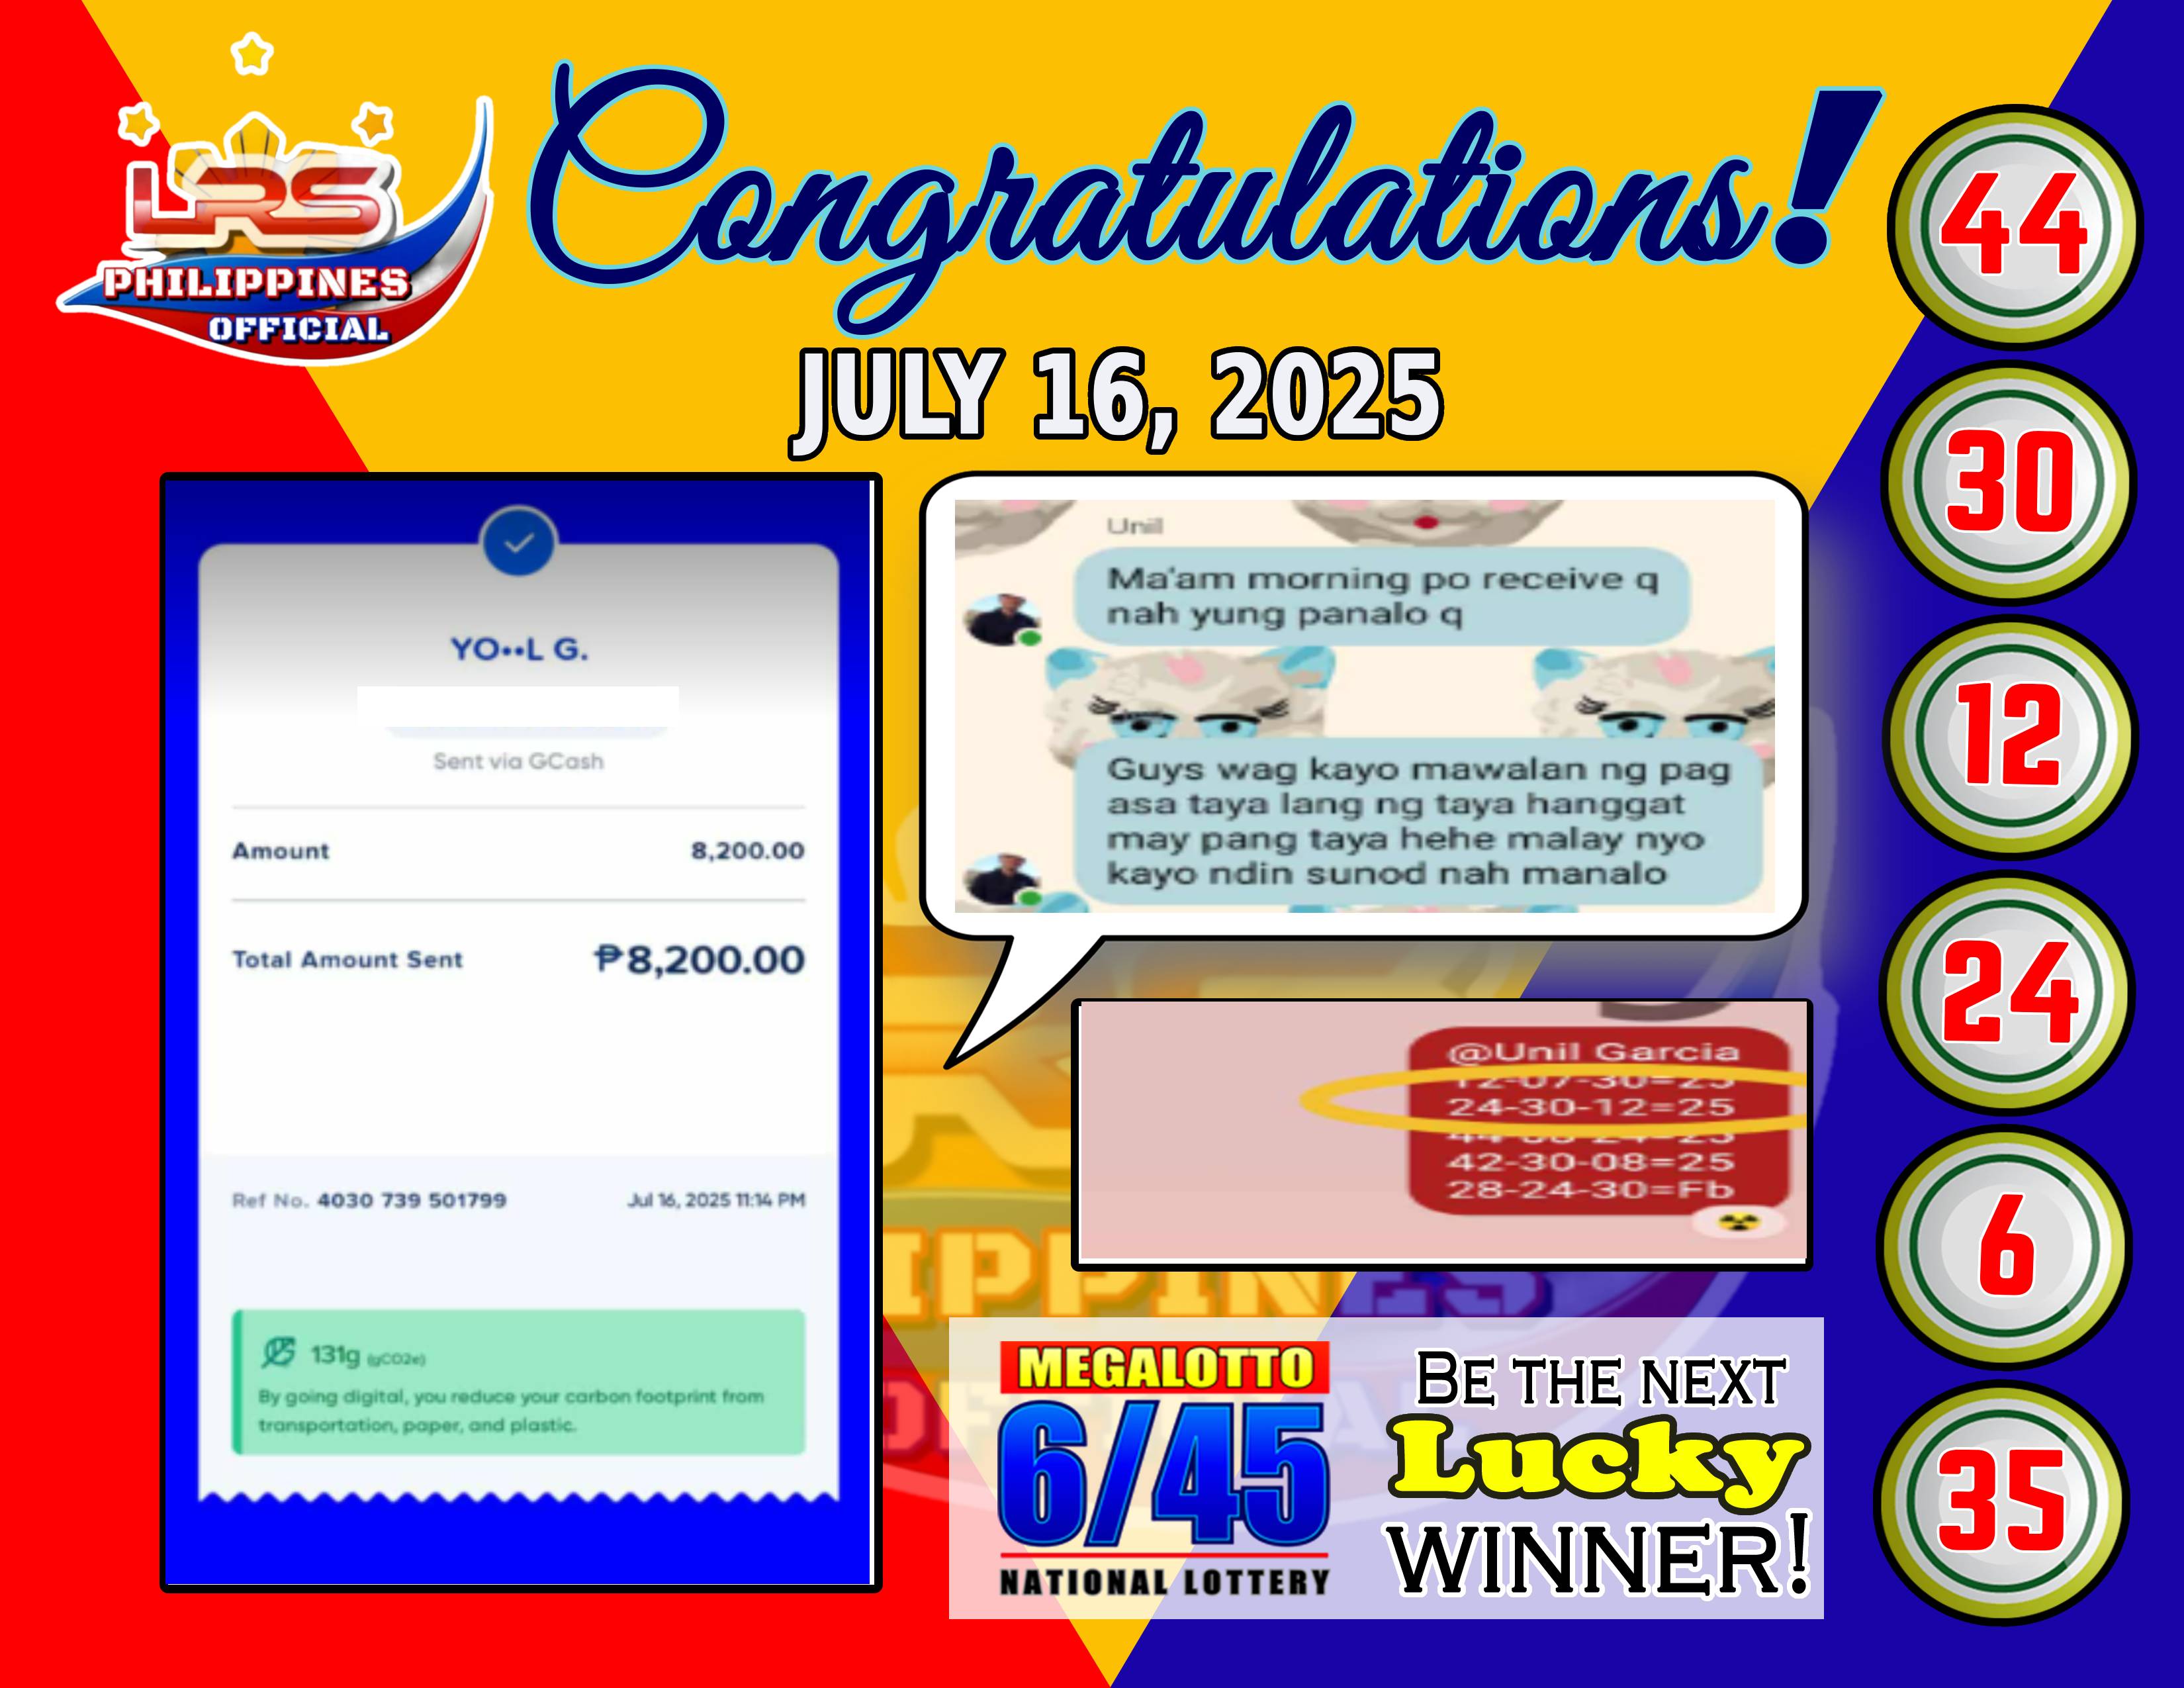 LRS
PHILIPPINES
OFFICIAL
Congratulations!
JULY 16, 2025
YO••L G.
Sent via GCash
Amount 8,200.00
Total Amount Sent ₱8,200.00
Ref No. 4030 739 501799 Jul 16, 2025 11:14 PM
131g (gCO2e)
By going digital, you reduce your carbon footprint from
transportation, paper, and plastic.
Unil
Ma'am morning po receive q
nah yung panalo q
Guys wag kayo mawalan ng pag
asa taya lang ng taya hanggat
may pang taya hehe malay nyo
kayo ndin sunod nah manalo
@Unil Garcia
12-07-30=25
24-30-12=25
42-30-08=25
28-24-30=Fb
MEGALOTTO
6/45
NATIONAL LOTTERY
BE THE NEXT
Lucky
WINNER!
44
30
12
24
6
35